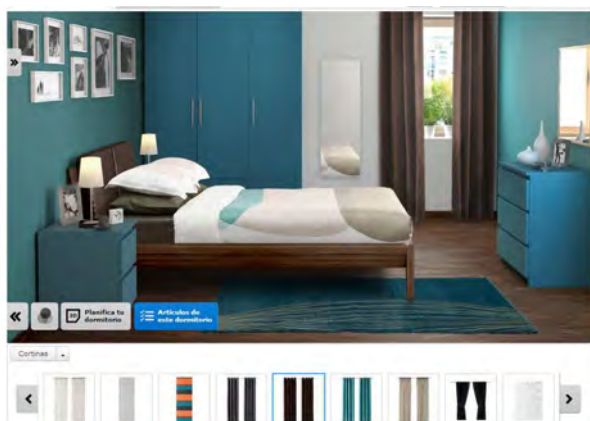 Planifica tu
dormitorio
Artículos de
este dormitorio
Cortinas